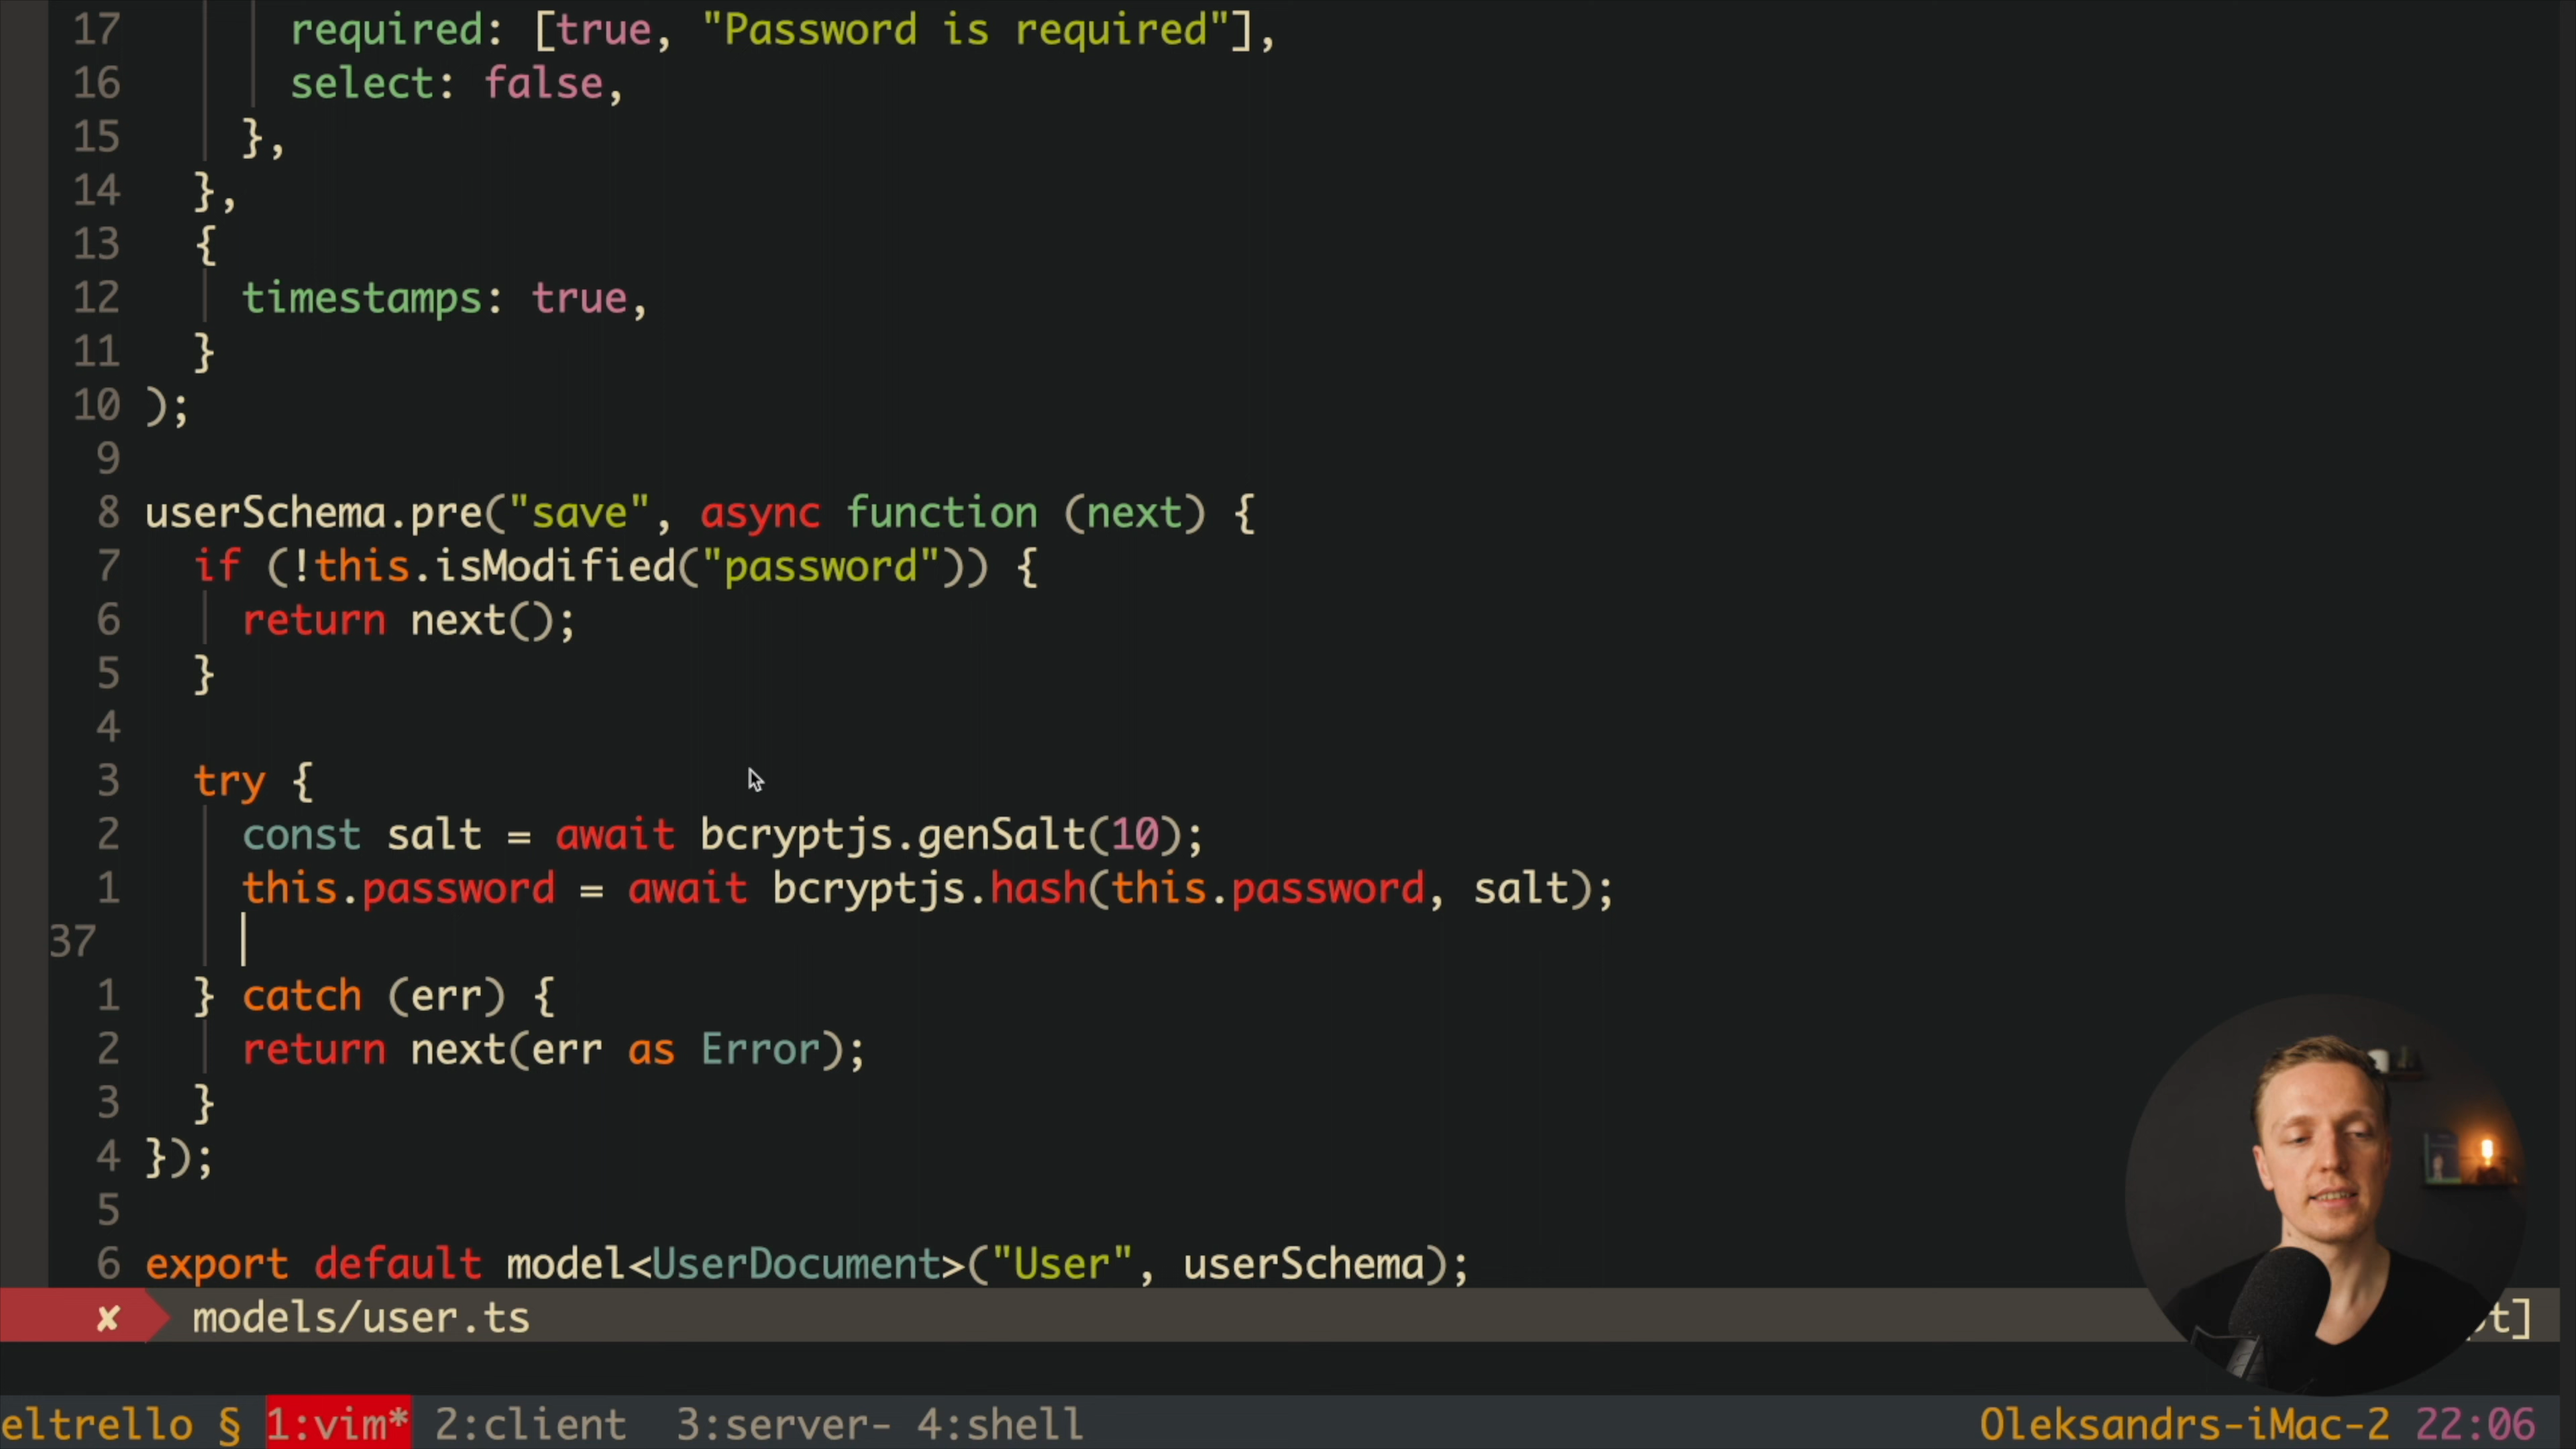 17 required: [true, "Password is required"],
16 select: false,
15 },
14 },
13 {
12 timestamps: true,
11 }
10 );
9
8 userSchema.pre("save", async function (next) {
7 if (!this.isModified("password")) {
6 return next();
5 }
4
3 try {
2 const salt = await bcryptjs.genSalt(10);
1 this.password = await bcryptjs.hash(this.password, salt);
37
1 } catch (err) {
2 return next(err as Error);
3 }
4 });
5
6 export default model<UserDocument>("User", userSchema);
✘ models/user.ts t]
eltrello § 1:vim* 2:client 3:server- 4:shell Oleksandrs-iMac-2 22:06